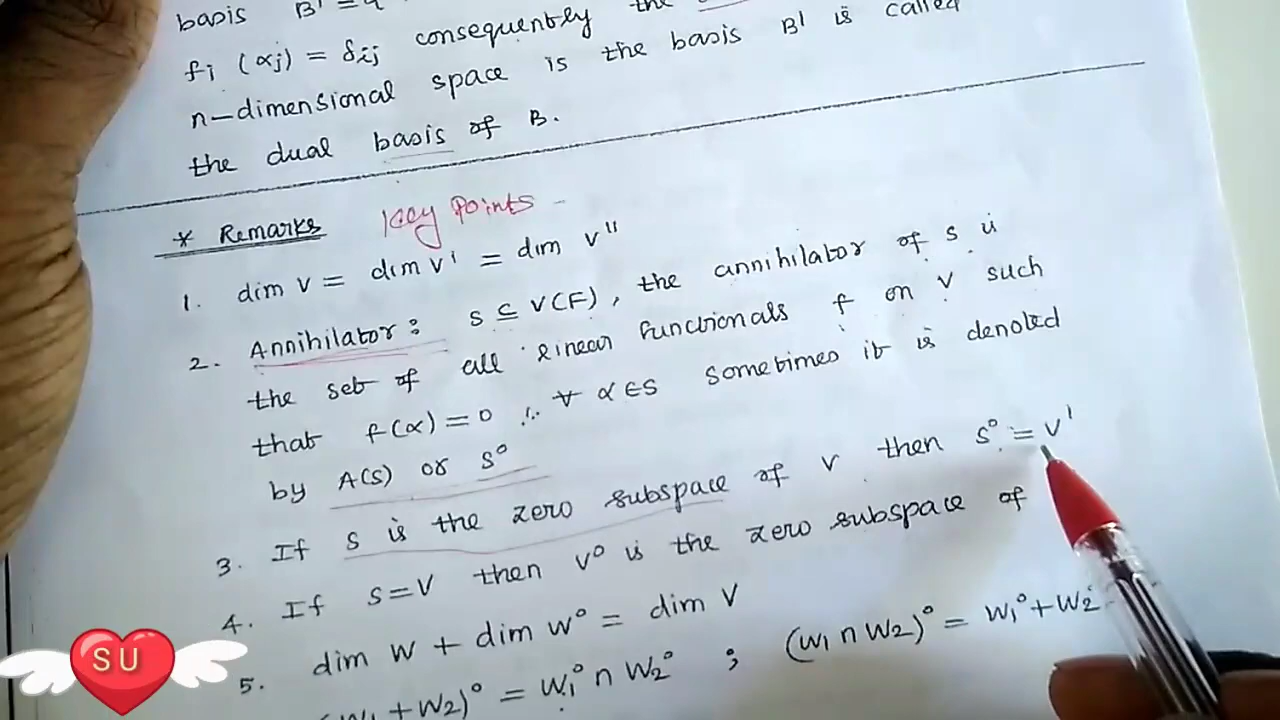 basis B' =
fi (αj) = δij consequently the
n-dimensional space is the basis B' is called
the dual basis of B.
* Remarks Key Points -
1. dim V = dim V' = dim V''
2. Annihilator: S ⊆ V(F), the annihilator of S is
the set of all linear functionals f on V such
that f(α) = 0 ∴ ∀ α ∈ S sometimes it is denoted
by A(S) or S°
3. If S is the zero subspace of V then S° = V'
4. If S=V then V° is the zero subspace of
5. dim W + dim W° = dim V
(W1 + W2)° = W1° ∩ W2° ; (W1 ∩ W2)° = W1° + W2°
SU